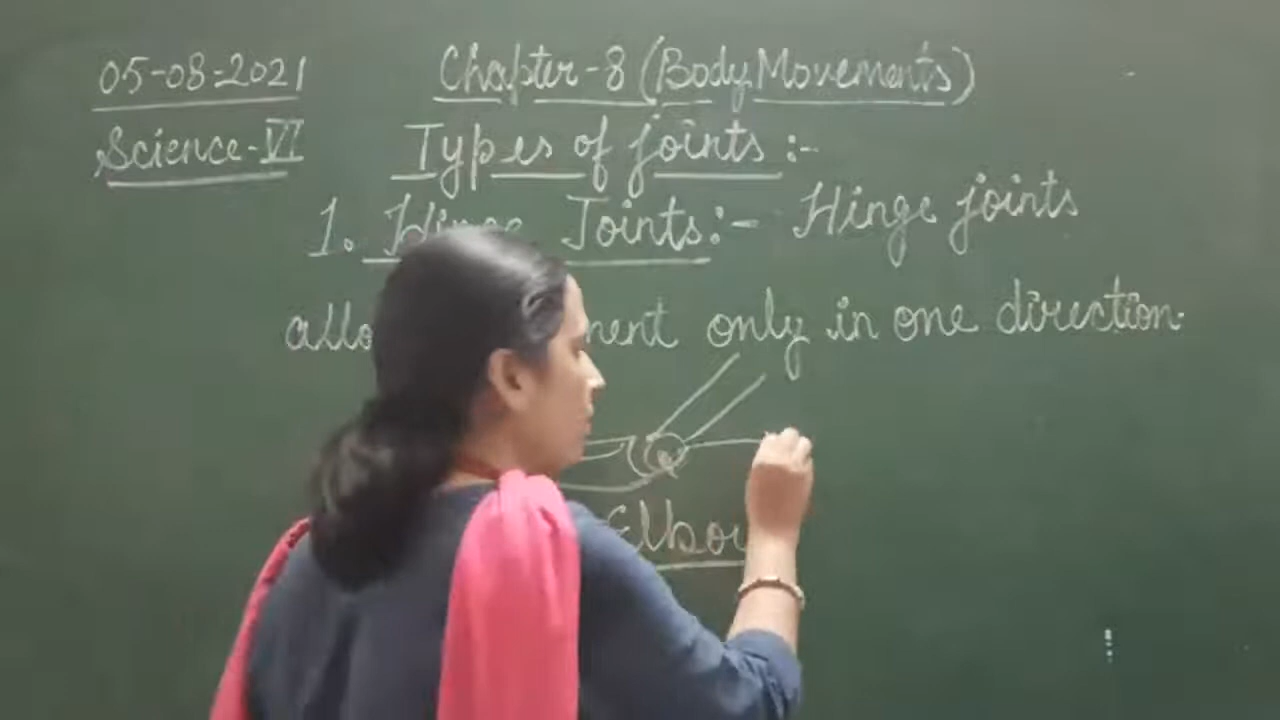 05-08-2021
Chapter-8 (Body Movements)
Science-VI
Types of joints :-
1. Hinge Joints:- Hinge joints
only in one direction.